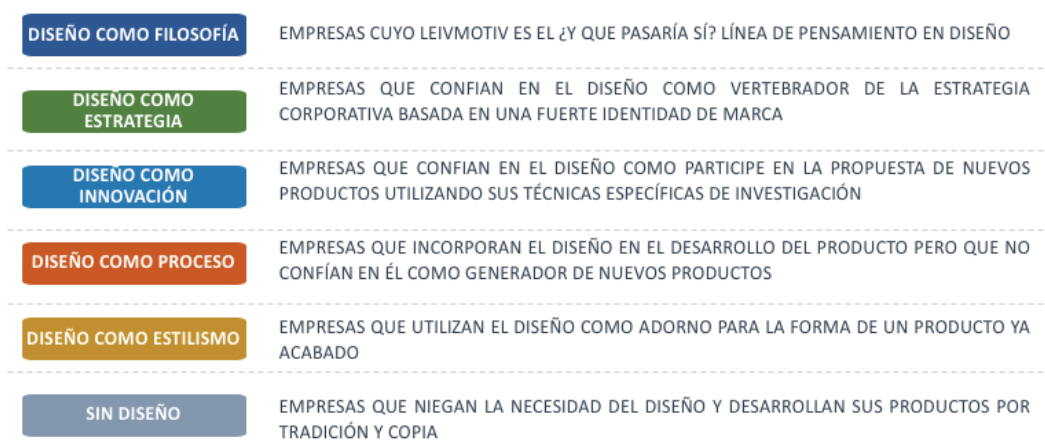 DISEÑO COMO FILOSOFÍA
EMPRESAS CUYO LEIVMOTIV ES EL ¿Y QUE PASARÍA SÍ? LÍNEA DE PENSAMIENTO EN DISEÑO
DISEÑO COMO
ESTRATEGIA
EMPRESAS QUE CONFIAN EN EL DISEÑO COMO VERTEBRADOR DE LA ESTRATEGIA
CORPORATIVA BASADA EN UNA FUERTE IDENTIDAD DE MARCA
DISEÑO COMO
INNOVACIÓN
EMPRESAS QUE CONFIAN EN EL DISEÑO COMO PARTICIPE EN LA PROPUESTA DE NUEVOS
PRODUCTOS UTILIZANDO SUS TÉCNICAS ESPECÍFICAS DE INVESTIGACIÓN
DISEÑO COMO PROCESO
EMPRESAS QUE INCORPORAN EL DISEÑO EN EL DESARROLLO DEL PRODUCTO PERO QUE NO
CONFÍAN EN ÉL COMO GENERADOR DE NUEVOS PRODUCTOS
DISEÑO COMO ESTILISMO
EMPRESAS QUE UTILIZAN EL DISEÑO COMO ADORNO PARA LA FORMA DE UN PRODUCTO YA
ACABADO
SIN DISEÑO
EMPRESAS QUE NIEGAN LA NECESIDAD DEL DISEÑO Y DESARROLLAN SUS PRODUCTOS POR
TRADICIÓN Y COPIA